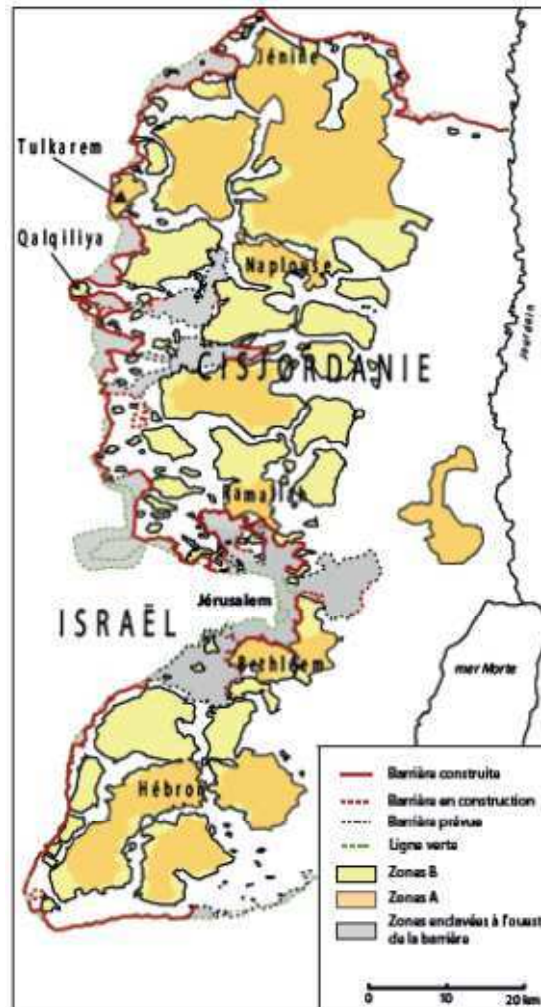 Jénine
Tulkarem
Qalqiliya
Naplouse
Jourdain
CISJORDANIE
Ramallah
Jérusalem
ISRAËL
Bethléem
mer Morte
Hébron
Barrière construite
Barrière en construction
Barrière prévue
Ligne verte
Zones B
Zones A
Zones enclavées à l'ouest
de la barrière
0 10 20 km